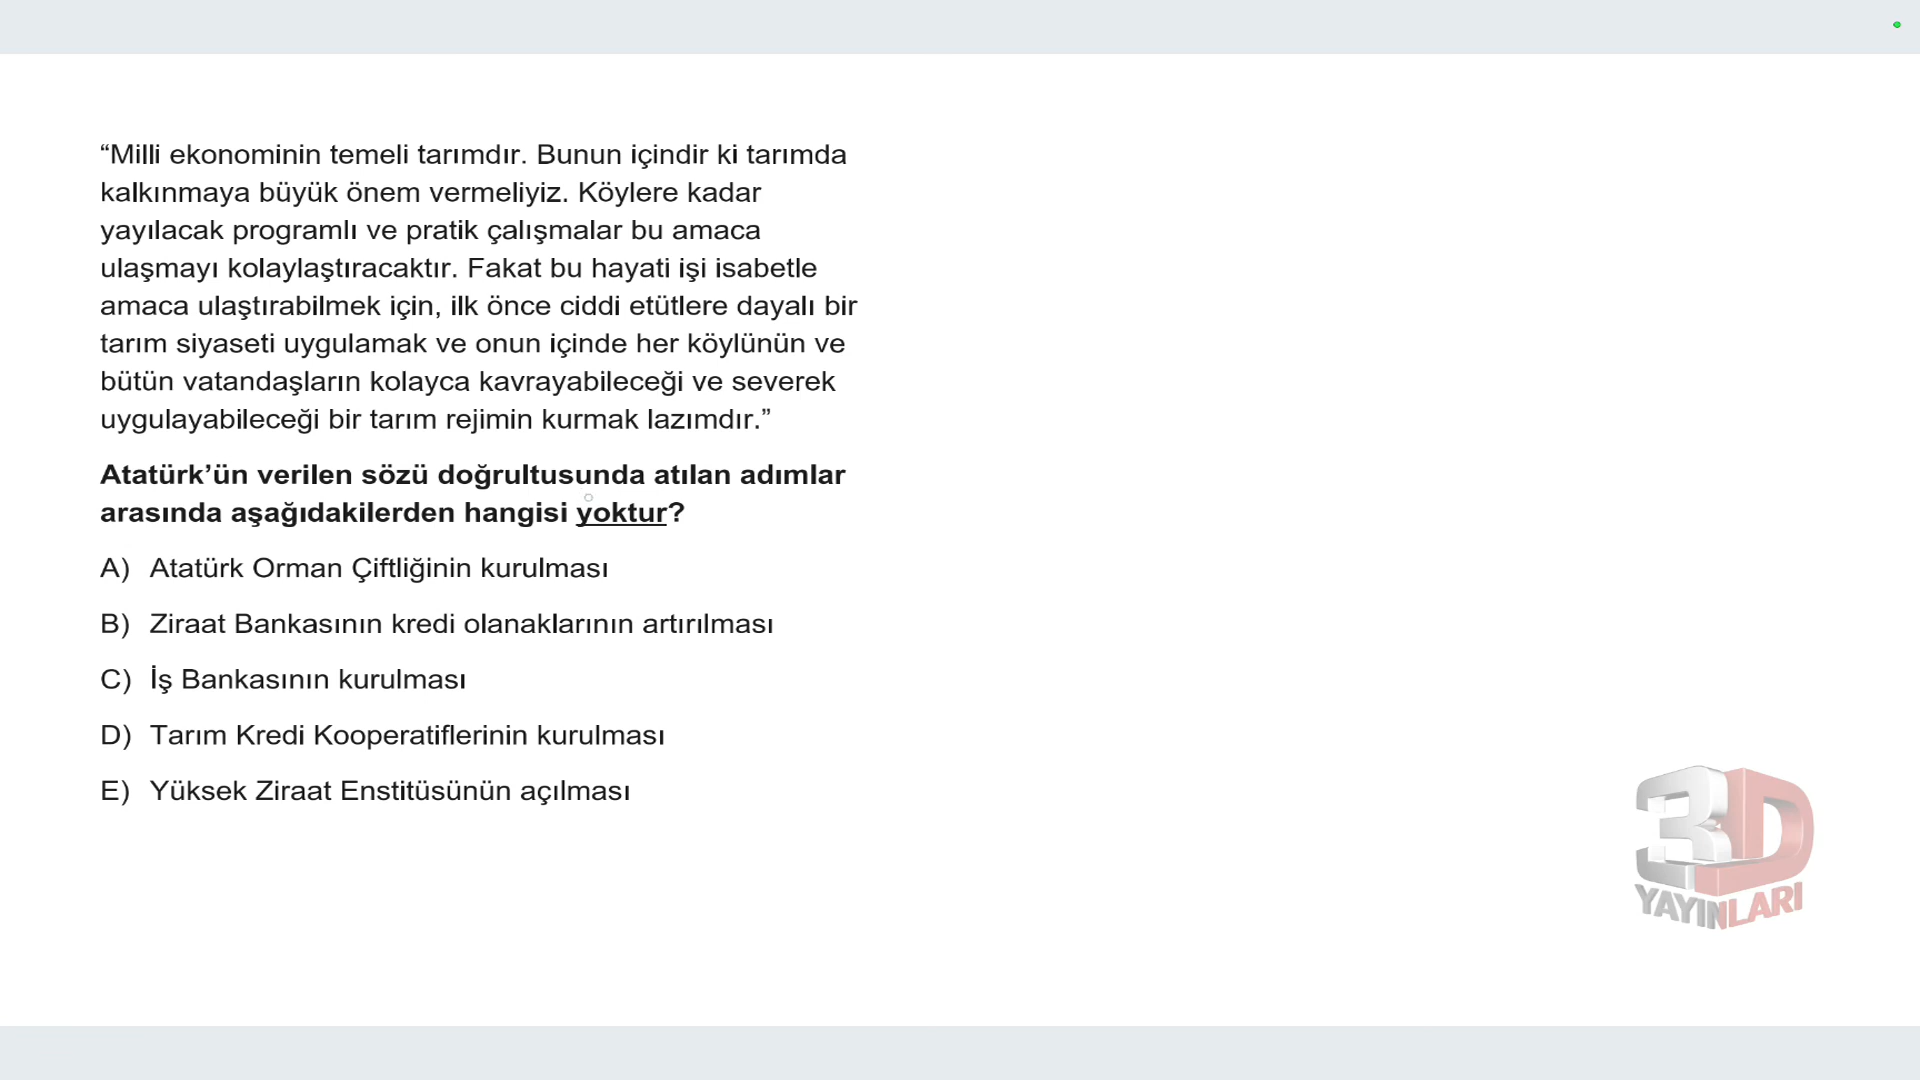 “Milli ekonominin temeli tarımdır. Bunun içindir ki tarımda
kalkınmaya büyük önem vermeliyiz. Köylere kadar
yayılacak programlı ve pratik çalışmalar bu amaca
ulaşmayı kolaylaştıracaktır. Fakat bu hayati işi isabetle
amaca ulaştırabilmek için, ilk önce ciddi etütlere dayalı bir
tarım siyaseti uygulamak ve onun içinde her köylünün ve
bütün vatandaşların kolayca kavrayabileceği ve severek
uygulayabileceği bir tarım rejimin kurmak lazımdır.”
Atatürk’ün verilen sözü doğrultusunda atılan adımlar
arasında aşağıdakilerden hangisi yoktur?
A) Atatürk Orman Çiftliğinin kurulması
B) Ziraat Bankasının kredi olanaklarının artırılması
C) İş Bankasının kurulması
D) Tarım Kredi Kooperatiflerinin kurulması
E) Yüksek Ziraat Enstitüsünün açılması
3D
YAYINLARI